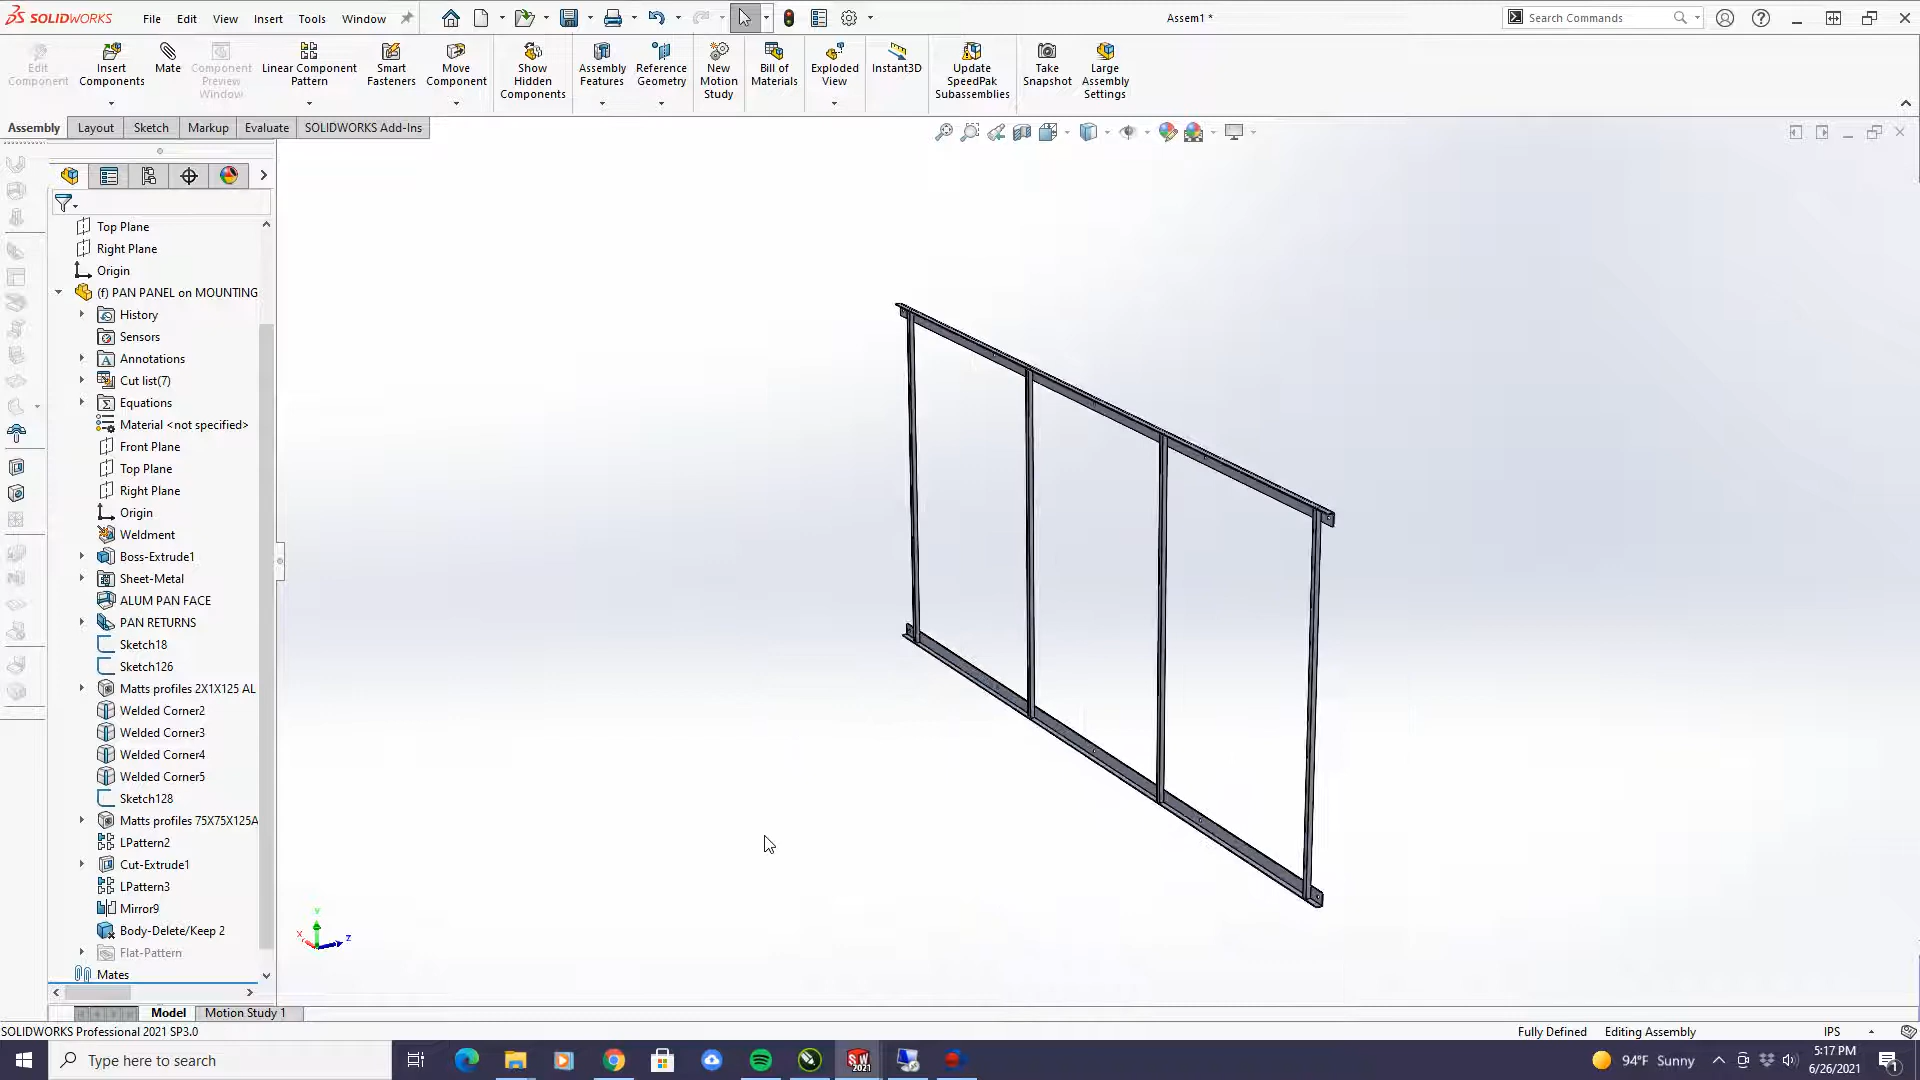 SOLIDWORKS File Edit View Insert Tools Window Assem1 * Search Commands
Edit Component
Insert Components
Mate
Component Preview Window
Linear Component Pattern
Smart Fasteners
Move Component
Show Hidden Components
Assembly Features
Reference Geometry
New Motion Study
Bill of Materials
Exploded View
Instant3D
Update SpeedPak Subassemblies
Take Snapshot
Large Assembly Settings
Assembly Layout Sketch Markup Evaluate SOLIDWORKS Add-Ins
Top Plane
Right Plane
Origin
(f) PAN PANEL on MOUNTING
History
Sensors
Annotations
Cut list(7)
Equations
Material <not specified>
Front Plane
Top Plane
Right Plane
Origin
Weldment
Boss-Extrude1
Sheet-Metal
ALUM PAN FACE
PAN RETURNS
Sketch18
Sketch126
Matts profiles 2X1X125 AL
Welded Corner2
Welded Corner3
Welded Corner4
Welded Corner5
Sketch128
Matts profiles 75X75X125A
LPattern2
Cut-Extrude1
LPattern3
Mirror9
Body-Delete/Keep 2
Flat-Pattern
Mates
Y
X
Z
Model Motion Study 1
SOLIDWORKS Professional 2021 SP3.0 Fully Defined Editing Assembly IPS
Type here to search
SW 2021
94°F Sunny
5:17 PM
6/26/2021
1